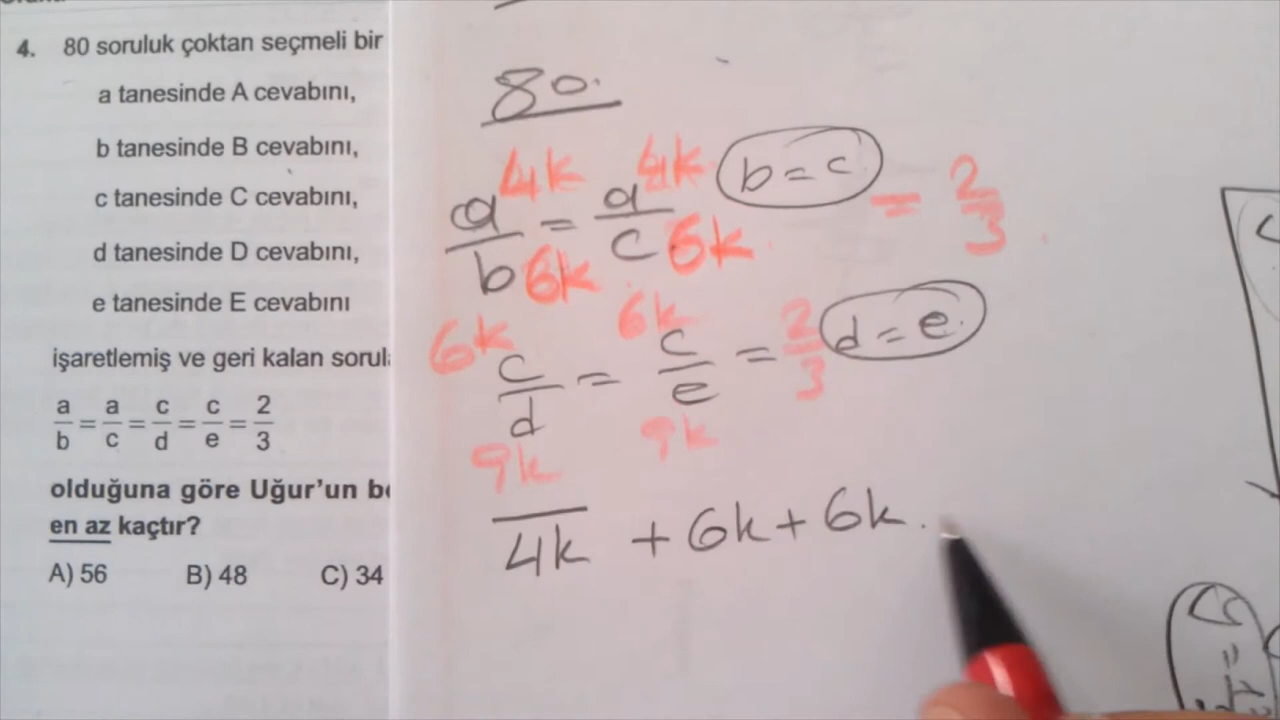 4. 80 soruluk çoktan seçmeli bir
a tanesinde A cevabını,
b tanesinde B cevabını,
c tanesinde C cevabını,
d tanesinde D cevabını,
e tanesinde E cevabını
işaretlemiş ve geri kalan
a/b = a/c = c/d = c/e = 2/3
olduğuna göre Uğur'un
en az kaçtır?
A) 56 B) 48 C) 34
80.
a/b = a/c b = c = 2/3
4k 4k
6k 6k
6k 6k
c/d = c/e = 2/3 d = e
9k 9k
4k + 6k + 6k